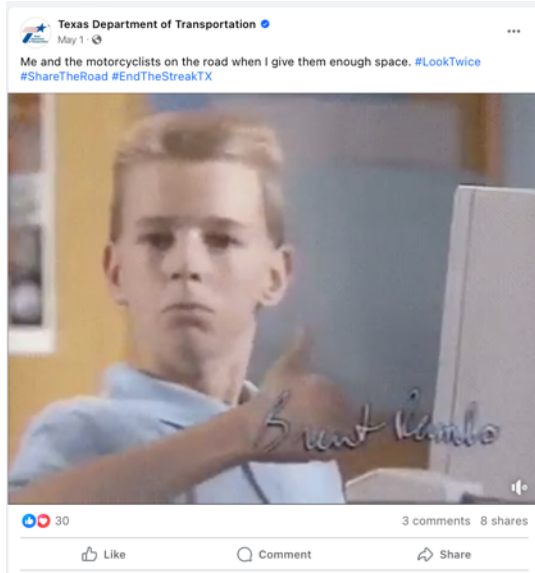 Texas Department of Transportation
May 1 ·
Me and the motorcyclists on the road when I give them enough space. #LookTwice
#ShareTheRoad #EndTheStreakTX
Brent Rambo
30
3 comments 8 shares
Like
Comment
Share